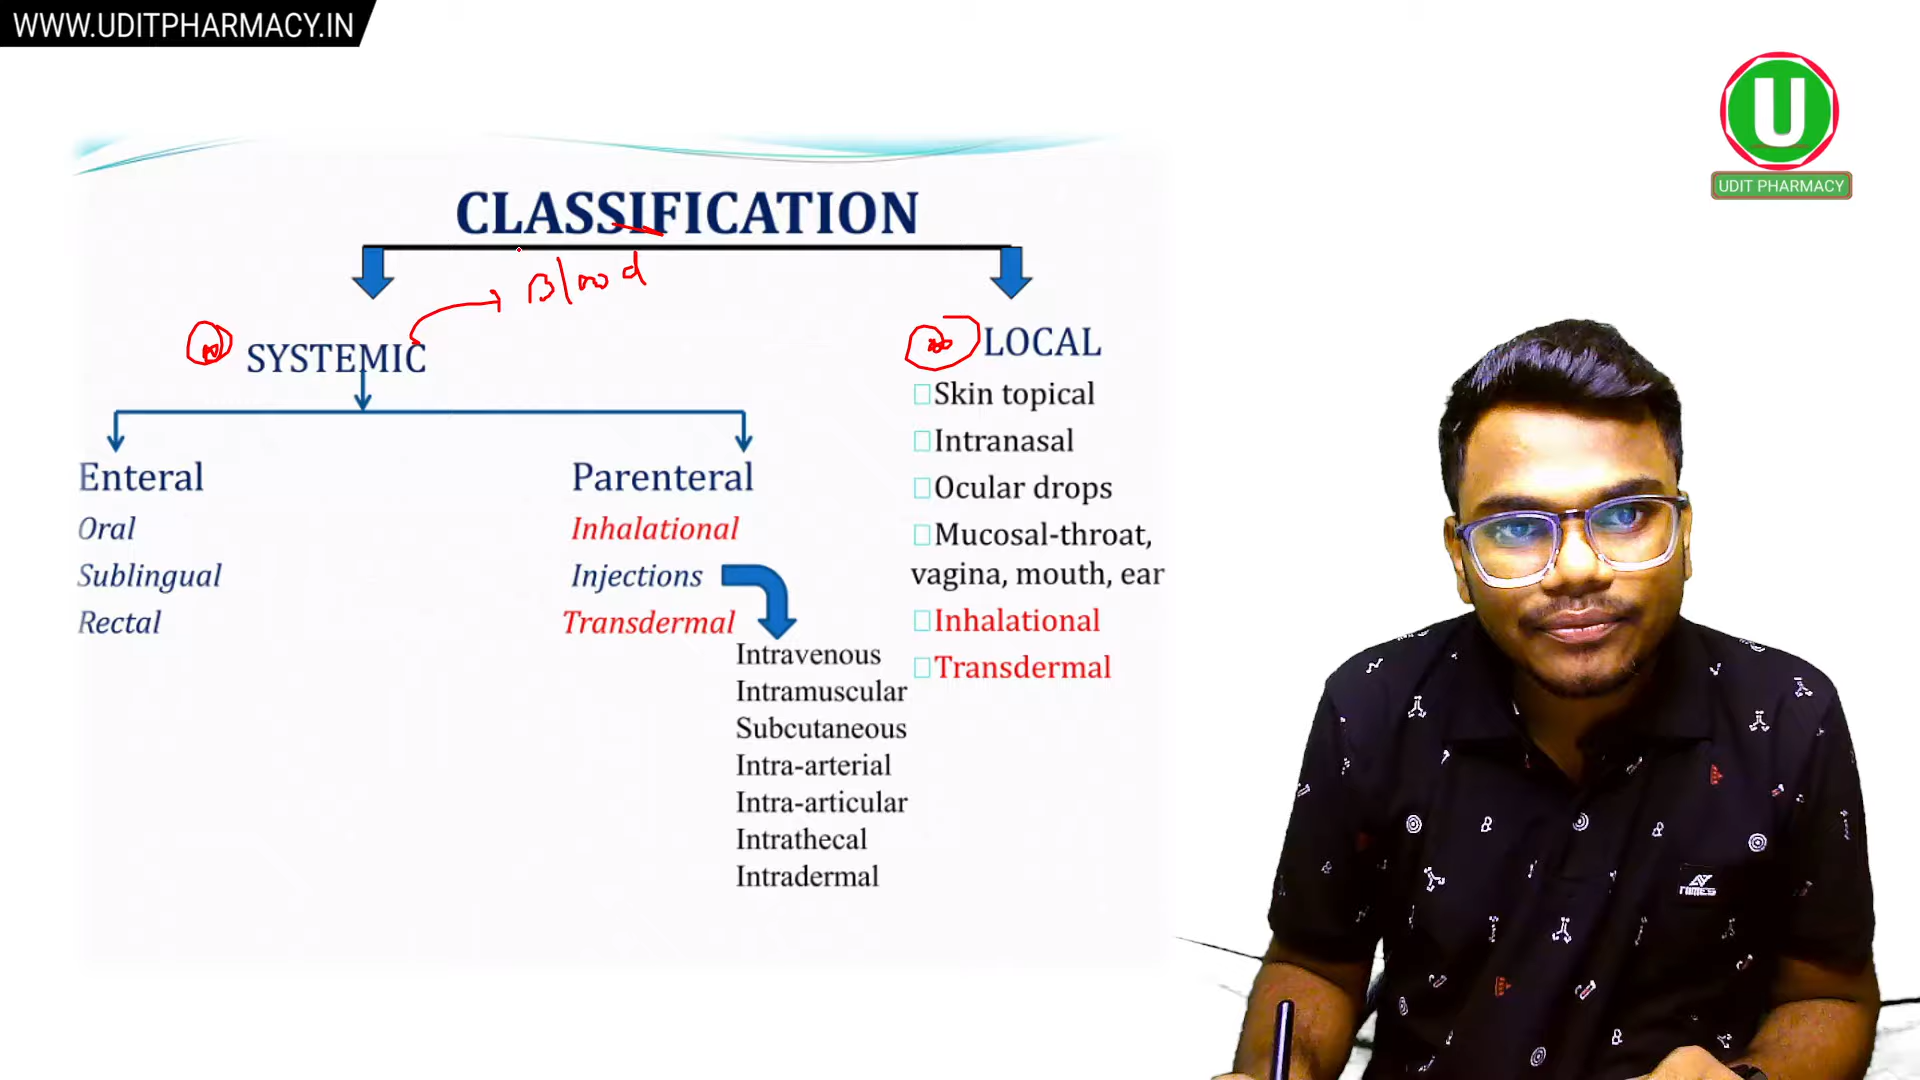 WWW.UDITPHARMACY.IN
U
UDIT PHARMACY
CLASSIFICATION
Blood
SYSTEMIC
Enteral
Oral
Sublingual
Rectal
Parenteral
Inhalational
Injections
Transdermal
Intravenous
Intramuscular
Subcutaneous
Intra-arterial
Intra-articular
Intrathecal
Intradermal
LOCAL
Skin topical
Intranasal
Ocular drops
Mucosal-throat,
vagina, mouth, ear
Inhalational
Transdermal